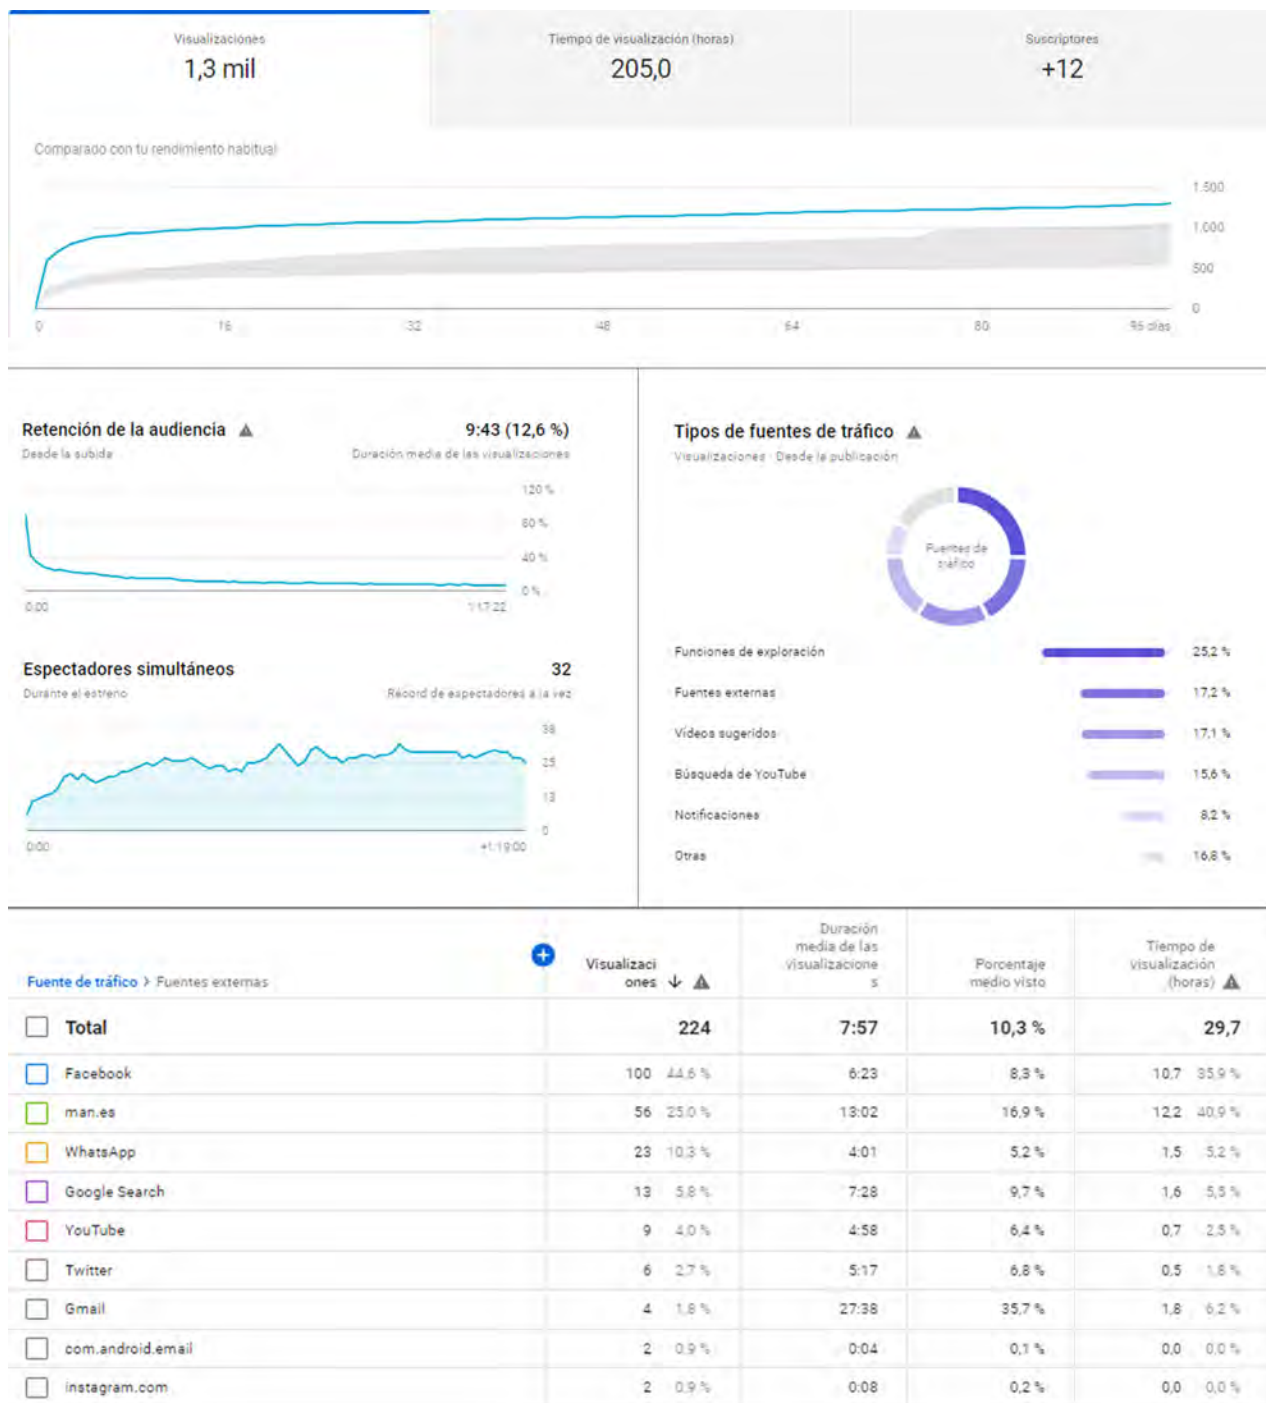 Visualizaciones
1,3 mil
Tiempo de visualización (horas)
205,0
Suscriptores
+12
Comparado con tu rendimiento habitual
1.500
1.000
500
0
0
16
32
48
64
80
96 días
Retención de la audiencia
9:43 (12,6 %)
Desde la subida
Duración media de las visualizaciones
120 %
80 %
40 %
0 %
0:00
1:17:22
Espectadores simultáneos
32
Durante el estreno
Récord de espectadores a la vez
38
25
13
0
0:00
+1:19:00
Tipos de fuentes de tráfico
Visualizaciones · Desde la publicación
Fuentes de
tráfico
Funciones de exploración 25,2 %
Fuentes externas 17,2 %
Vídeos sugeridos 17,1 %
Búsqueda de YouTube 15,6 %
Notificaciones 8,2 %
Otras 16,8 %
Fuente de tráfico > Fuentes externas
Visualizaci
ones
Duración
media de las
visualizacione
s
Porcentaje
medio visto
Tiempo de
visualización
(horas)
Total 224 7:57 10,3 % 29,7
Facebook 100 44,6 % 6:23 8,3 % 10,7 35,9 %
man.es 56 25,0 % 13:02 16,9 % 12,2 40,9 %
WhatsApp 23 10,3 % 4:01 5,2 % 1,5 5,2 %
Google Search 13 5,8 % 7:28 9,7 % 1,6 5,5 %
YouTube 9 4,0 % 4:58 6,4 % 0,7 2,5 %
Twitter 6 2,7 % 5:17 6,8 % 0,5 1,8 %
Gmail 4 1,8 % 27:38 35,7 % 1,8 6,2 %
com.android.email 2 0,9 % 0:04 0,1 % 0,0 0,0 %
instagram.com 2 0,9 % 0:08 0,2 % 0,0 0,0 %